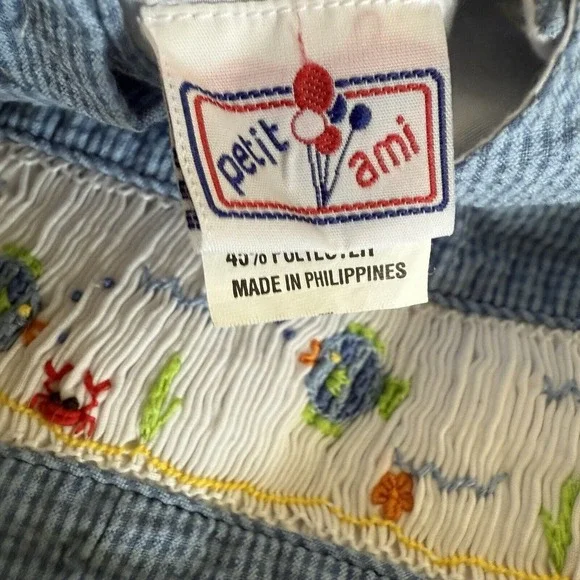 petit ami
45% POLYESTER
MADE IN PHILIPPINES